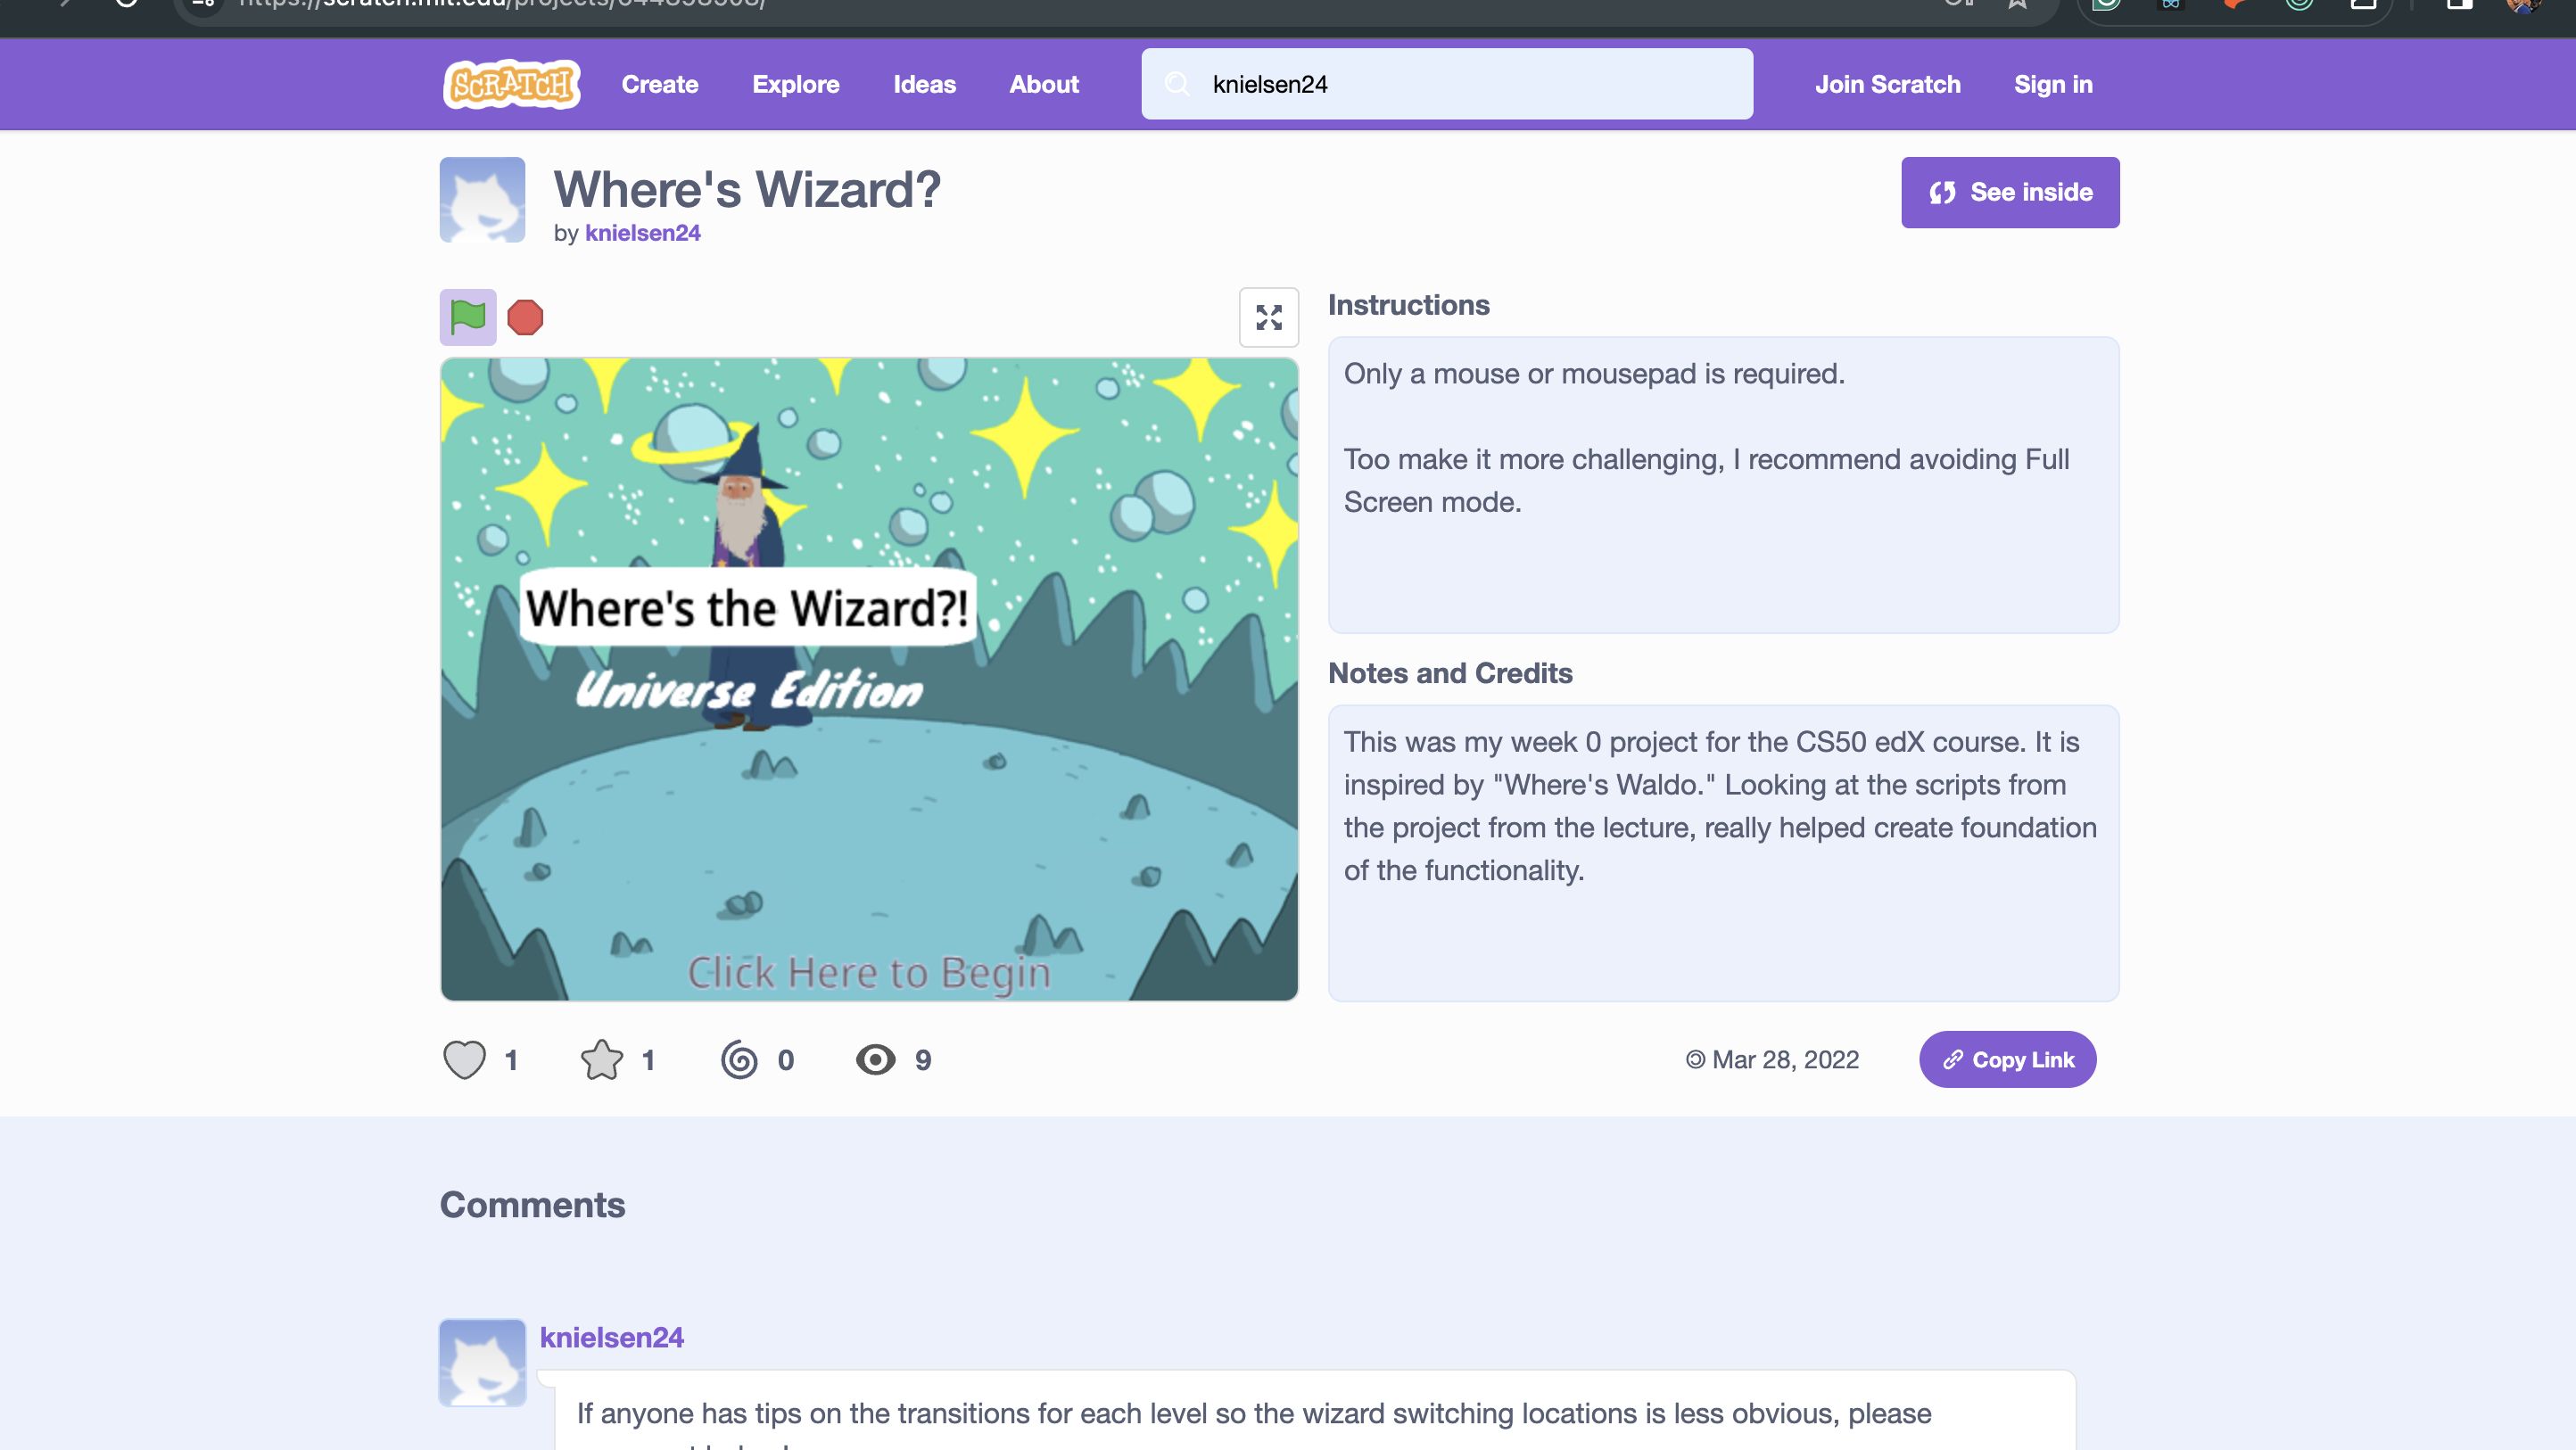 https://scratch.mit.edu/projects/
SCRATCH
Create
Explore
Ideas
About
knielsen24
Join Scratch
Sign in
Where's Wizard?
by knielsen24
See inside
Instructions
Only a mouse or mousepad is required.
Too make it more challenging, I recommend avoiding Full
Screen mode.
Where's the Wizard?!
Universe Edition
Click Here to Begin
Notes and Credits
This was my week 0 project for the CS50 edX course. It is
inspired by "Where's Waldo." Looking at the scripts from
the project from the lecture, really helped create foundation
of the functionality.
1
1
0
9
Mar 28, 2022
Copy Link
Comments
knielsen24
If anyone has tips on the transitions for each level so the wizard switching locations is less obvious, please